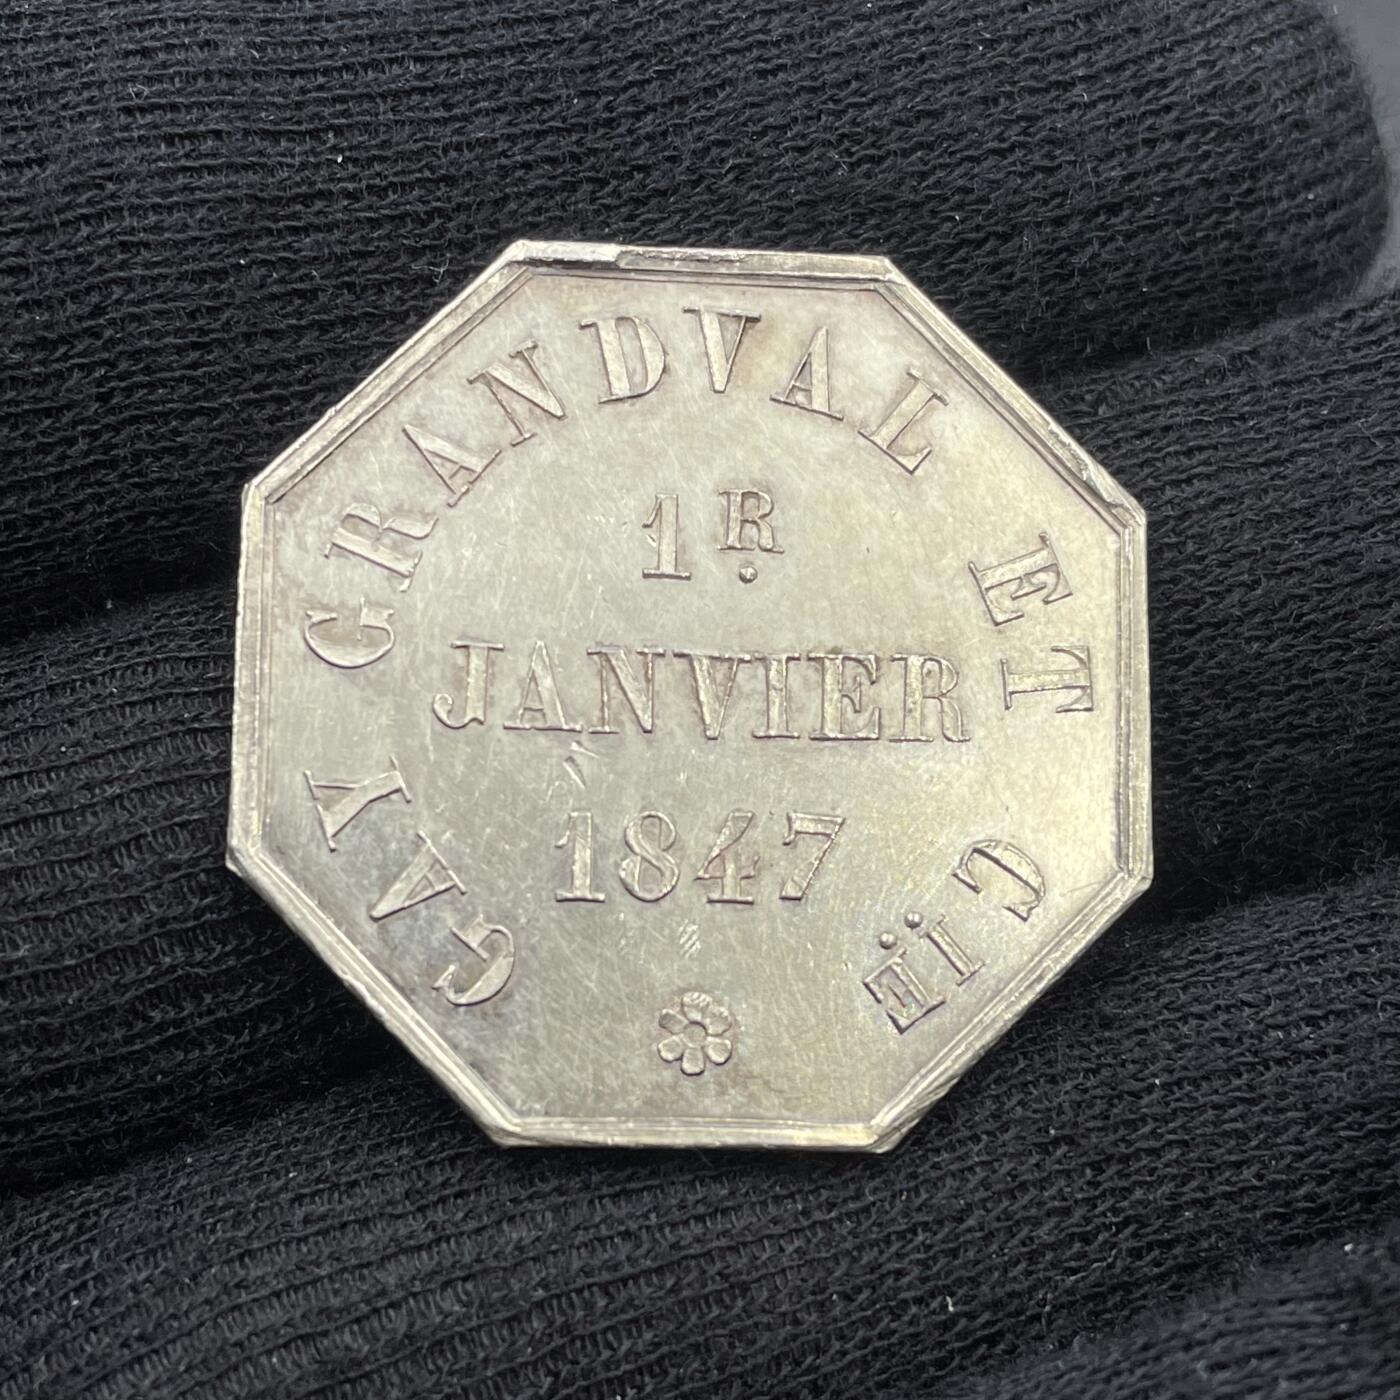 GAY GRANDVAL ET CIE
1R.
JANVIER
1847